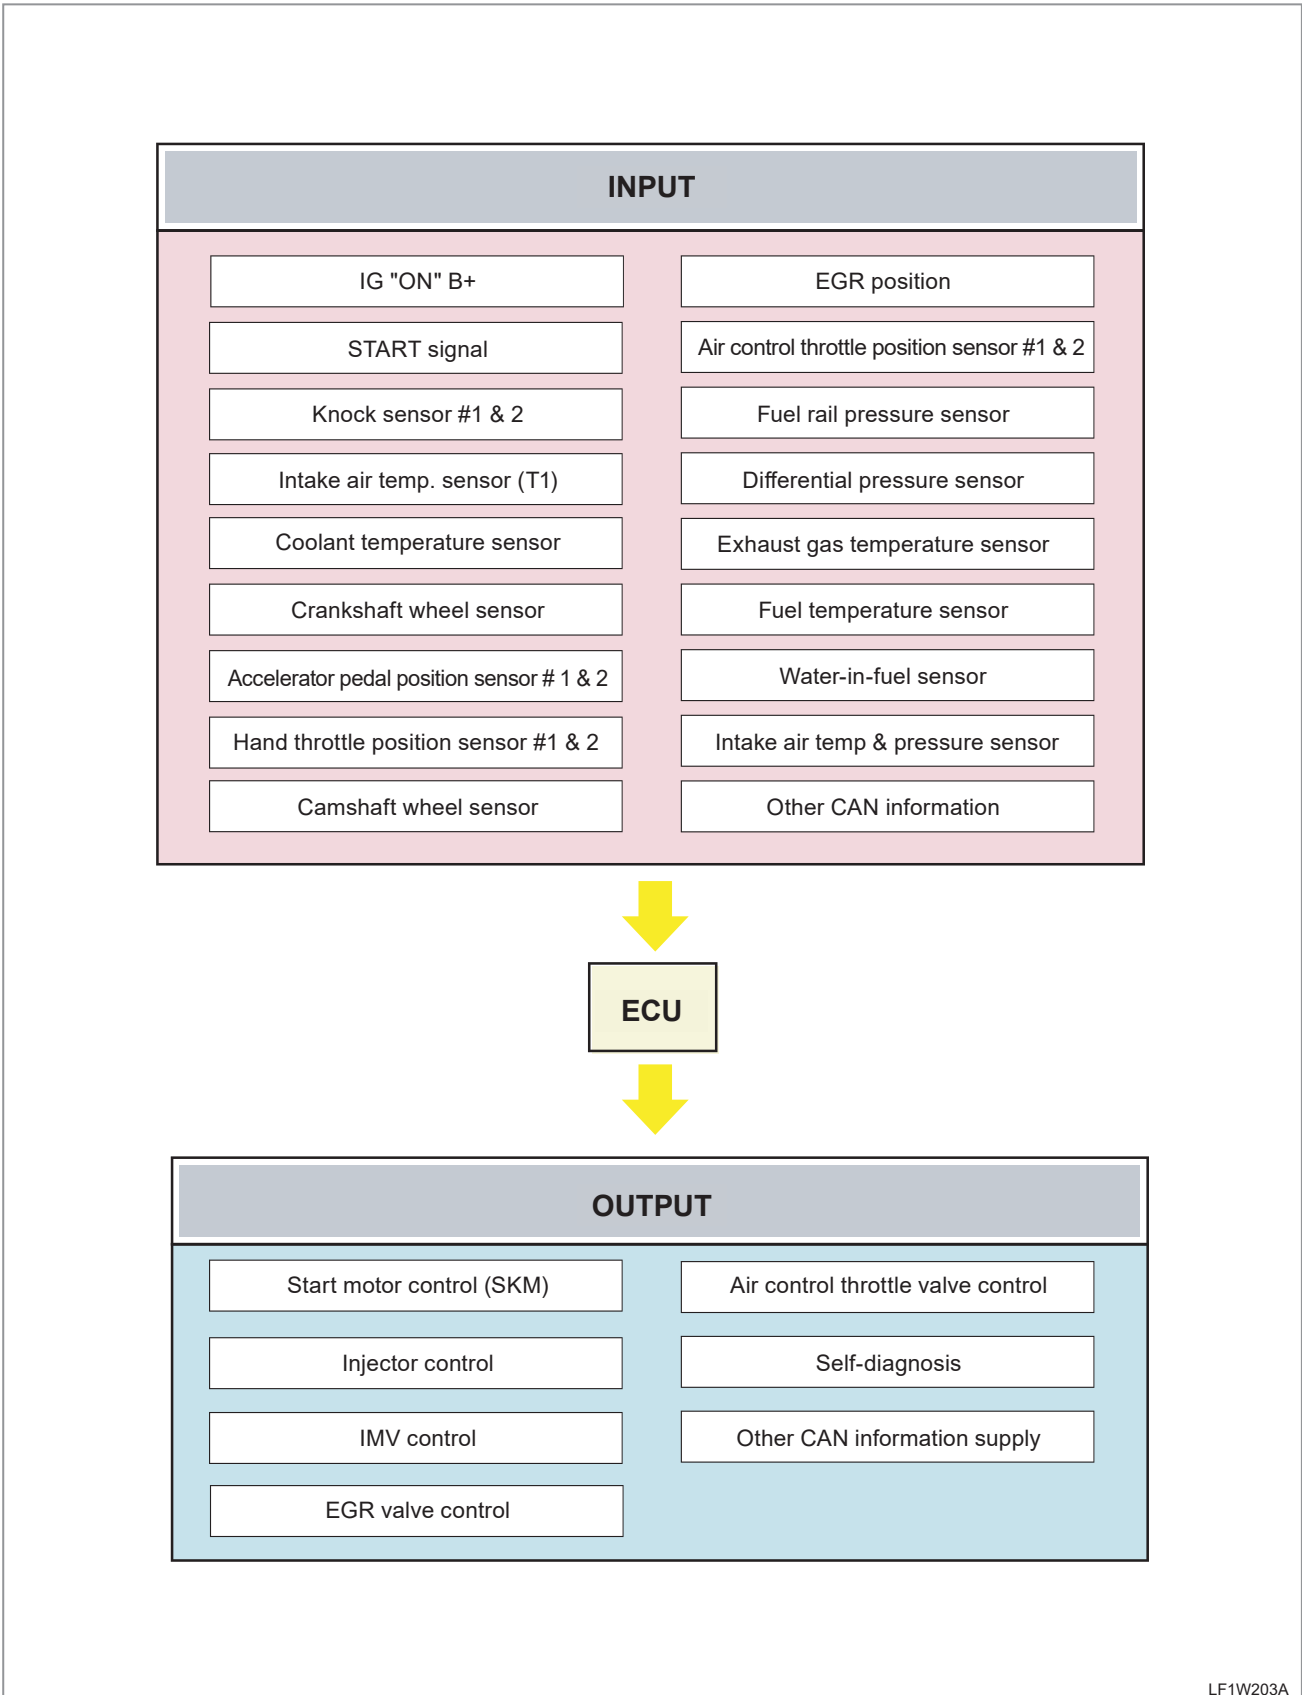 INPUT
IG "ON" B+
START signal
Knock sensor #1 & 2
Intake air temp. sensor (T1)
Coolant temperature sensor
Crankshaft wheel sensor
Accelerator pedal position sensor # 1 & 2
Hand throttle position sensor #1 & 2
Camshaft wheel sensor
EGR position
Air control throttle position sensor #1 & 2
Fuel rail pressure sensor
Differential pressure sensor
Exhaust gas temperature sensor
Fuel temperature sensor
Water-in-fuel sensor
Intake air temp & pressure sensor
Other CAN information
ECU
OUTPUT
Start motor control (SKM)
Injector control
IMV control
EGR valve control
Air control throttle valve control
Self-diagnosis
Other CAN information supply
LF1W203A